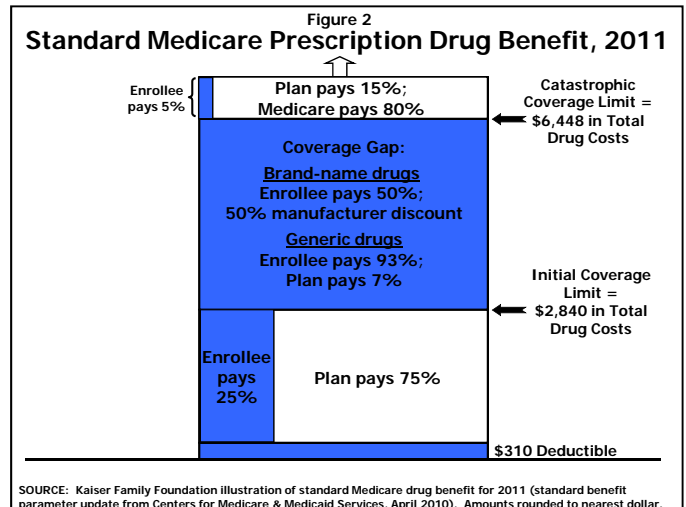 Figure 2
Standard Medicare Prescription Drug Benefit, 2011
Enrollee
pays 5%
Plan pays 15%;
Medicare pays 80%
Catastrophic
Coverage Limit =
$6,448 in Total
Drug Costs
Coverage Gap:
Brand-name drugs
Enrollee pays 50%;
50% manufacturer discount
Generic drugs
Enrollee pays 93%;
Plan pays 7%
Initial Coverage
Limit =
$2,840 in Total
Drug Costs
Enrollee
pays
25%
Plan pays 75%
$310 Deductible
SOURCE: Kaiser Family Foundation illustration of standard Medicare drug benefit for 2011 (standard benefit
parameter update from Centers for Medicare & Medicaid Services, April 2010). Amounts rounded to nearest dollar.